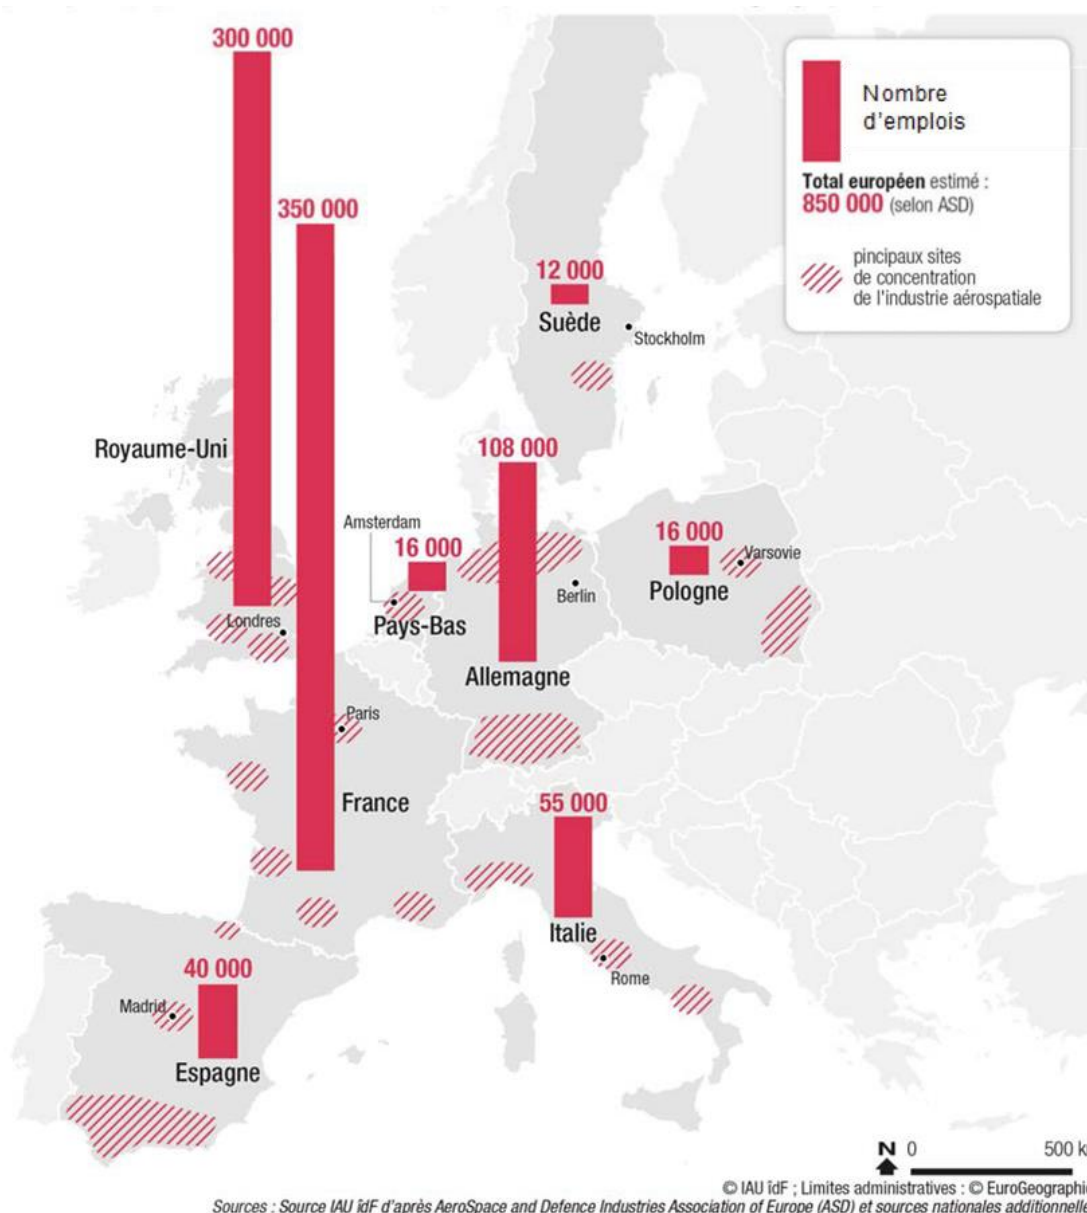 300 000
350 000
Nombre
d'emplois
Total européen estimé :
850 000 (selon ASD)
pincipaux sites
de concentration
de l'industrie aérospatiale
12 000
Suède
Stockholm
Royaume-Uni
108 000
Amsterdam
16 000
16 000
Varsovie
Berlin
Pologne
Londres
Pays-Bas
Allemagne
Paris
France
55 000
Italie
Rome
40 000
Madrid
Espagne
N 0 500 k
© IAU îdF ; Limites administratives : © EuroGeographi
Sources : Source IAU îdF d'après AeroSpace and Defence Industries Association of Europe (ASD) et sources nationales additionnelle